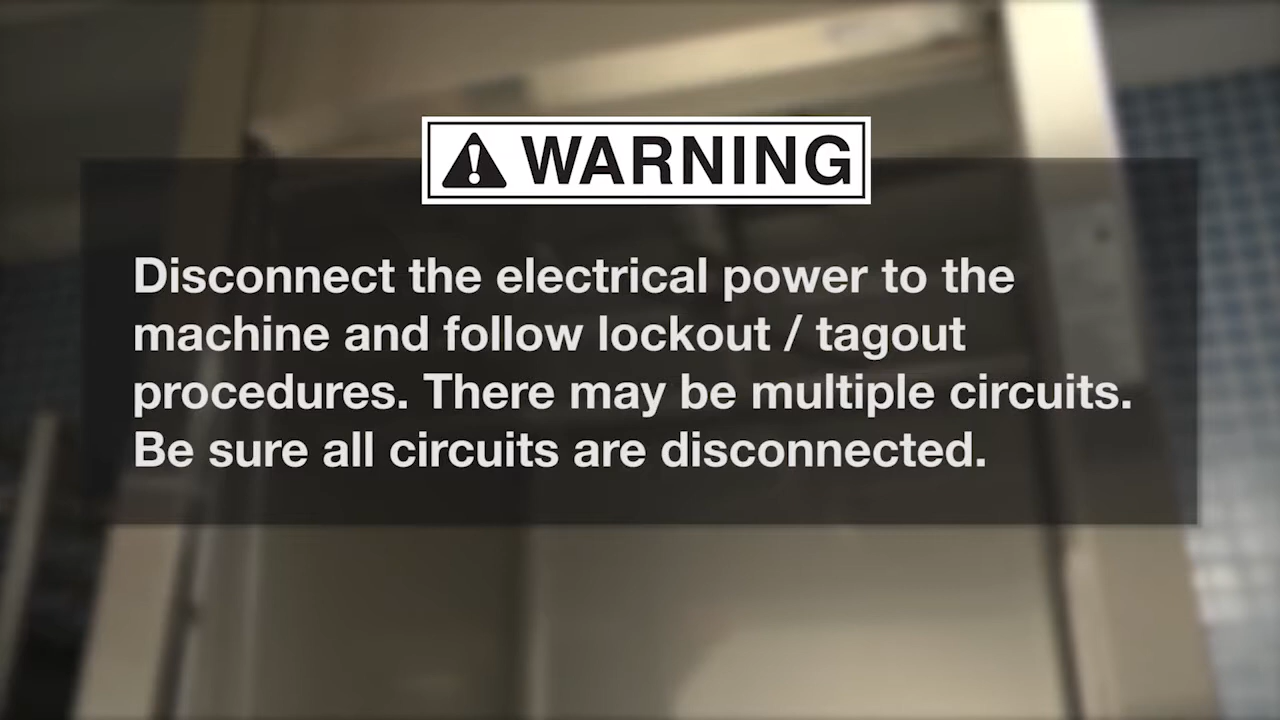 WARNING
Disconnect the electrical power to the
machine and follow lockout / tagout
procedures. There may be multiple circuits.
Be sure all circuits are disconnected.